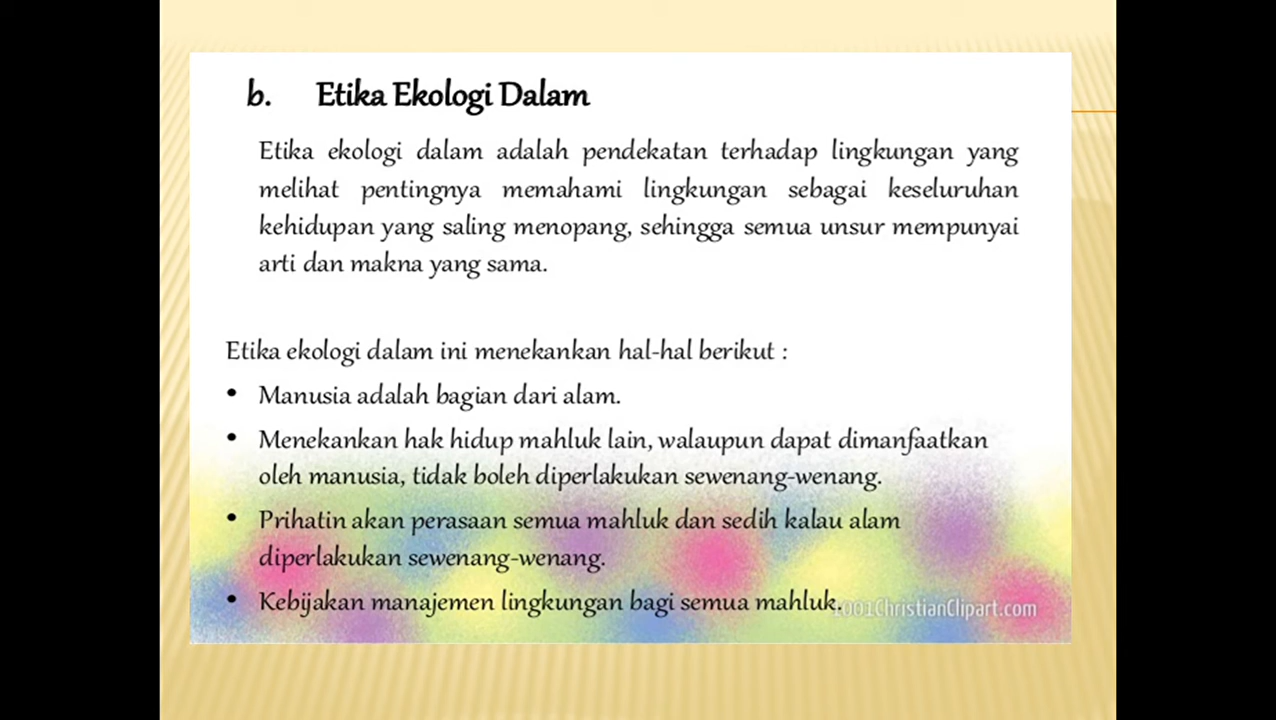 b. Etika Ekologi Dalam
Etika ekologi dalam adalah pendekatan terhadap lingkungan yang
melihat pentingnya memahami lingkungan sebagai keseluruhan
kehidupan yang saling menopang, sehingga semua unsur mempunyai
arti dan makna yang sama.
Etika ekologi dalam ini menekankan hal-hal berikut :
• Manusia adalah bagian dari alam.
• Menekankan hak hidup mahluk lain, walaupun dapat dimanfaatkan
oleh manusia, tidak boleh diperlakukan sewenang-wenang.
• Prihatin akan perasaan semua mahluk dan sedih kalau alam
diperlakukan sewenang-wenang.
• Kebijakan manajemen lingkungan bagi semua mahluk.
1001ChristianClipart.com